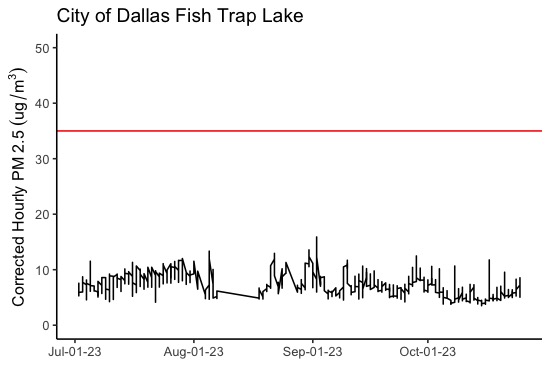 City of Dallas Fish Trap Lake
Corrected Hourly PM 2.5 (ug/m³)
50
40
30
20
10
0
Jul-01-23 Aug-01-23 Sep-01-23 Oct-01-23